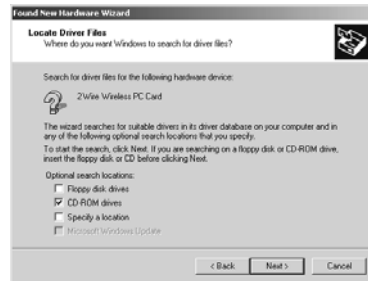 Found New Hardware Wizard
Locate Driver Files
Where do you want Windows to search for driver files?
Search for driver files for the following hardware device:
2Wire Wireless PC Card
The wizard searches for suitable drivers in its driver database on your computer and in
any of the following optional search locations that you specify.
To start the search, click Next. If you are searching on a floppy disk or CD-ROM drive,
insert the floppy disk or CD before clicking Next.
Optional search locations:
Floppy disk drives
CD-ROM drives
Specify a location
Microsoft Windows Update
< Back Next > Cancel